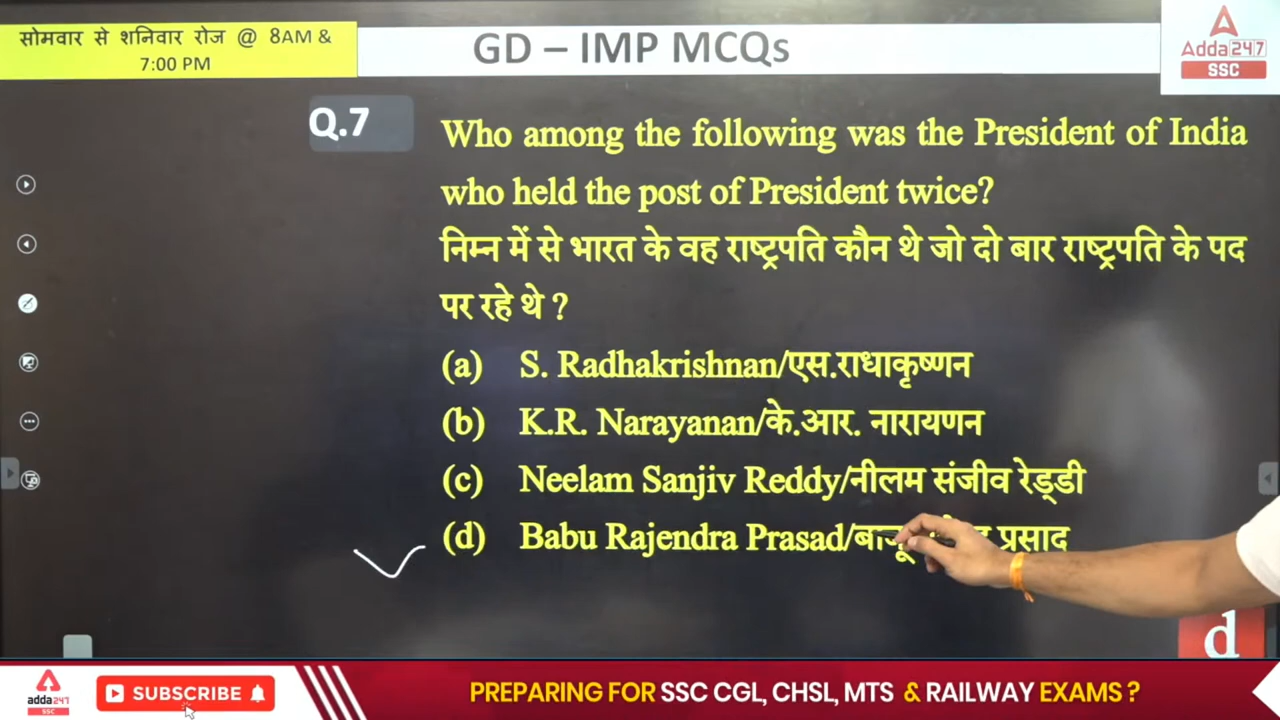 सोमवार से शनिवार रोज @ 8AM &
7:00 PM
GD – IMP MCQs
Adda247
SSC
Q.7
Who among the following was the President of India
who held the post of President twice?
निम्न में से भारत के वह राष्ट्रपति कौन थे जो दो बार राष्ट्रपति के पद
पर रहे थे ?
(a) S. Radhakrishnan/एस.राधाकृष्णन
(b) K.R. Narayanan/के.आर. नारायणन
(c) Neelam Sanjiv Reddy/नीलम संजीव रेड्डी
(d) Babu Rajendra Prasad/ प्रसाद
d
adda247
SSC
SUBSCRIBE
PREPARING FOR SSC CGL, CHSL, MTS & RAILWAY EXAMS ?